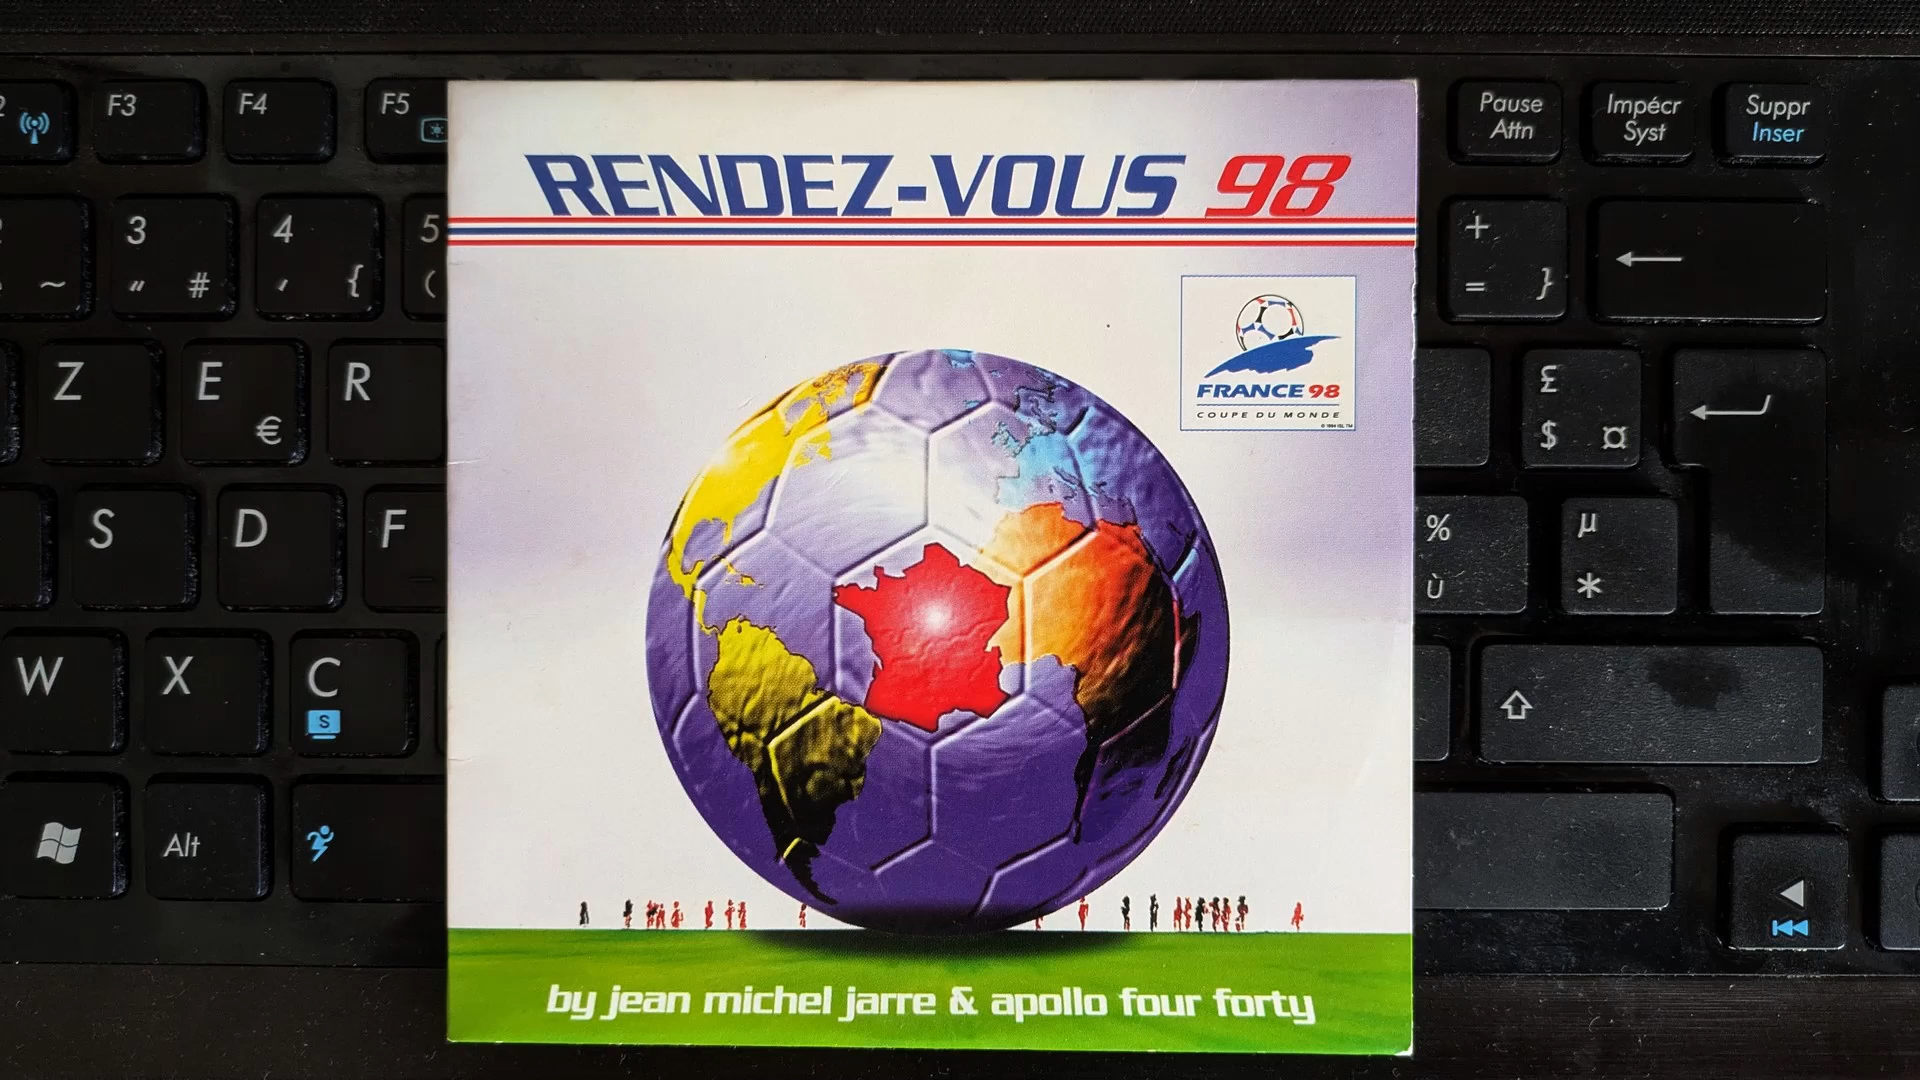 F3 F4 F5
Pause Attn
Impécr Syst
Suppr Inser
RENDEZ-VOUS 98
3 " #
4 ' {
5 (
+ = }
FRANCE 98
COUPE DU MONDE
Z E € R
£ $ ¤
S D F
% ù
µ *
W X C
S
Alt
by jean michel jarre & apollo four forty